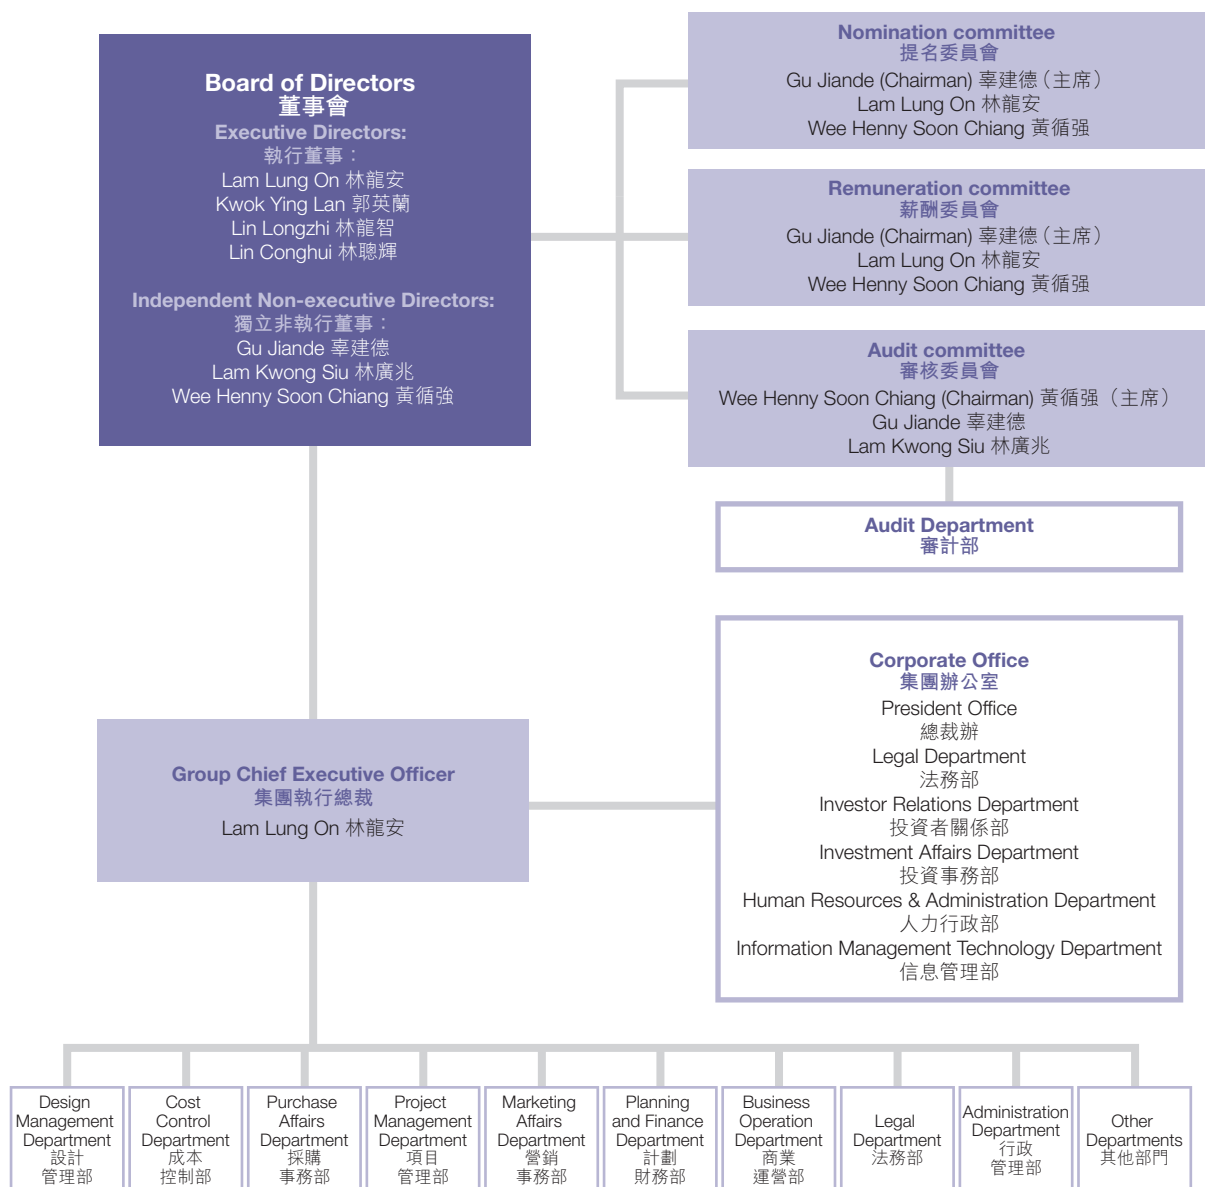 Board of Directors
董事會
Executive Directors:
執行董事：
Lam Lung On 林龍安
Kwok Ying Lan 郭英蘭
Lin Longzhi 林龍智
Lin Conghui 林聰輝
Independent Non-executive Directors:
獨立非執行董事：
Gu Jiande 辜建德
Lam Kwong Siu 林廣兆
Wee Henny Soon Chiang 黃循強
Nomination committee
提名委員會
Gu Jiande (Chairman) 辜建德（主席）
Lam Lung On 林龍安
Wee Henny Soon Chiang 黃循强
Remuneration committee
薪酬委員會
Gu Jiande (Chairman) 辜建德（主席）
Lam Lung On 林龍安
Wee Henny Soon Chiang 黃循强
Audit committee
審核委員會
Wee Henny Soon Chiang (Chairman) 黃循强（主席）
Gu Jiande 辜建德
Lam Kwong Siu 林廣兆
Audit Department
審計部
Group Chief Executive Officer
集團執行總裁
Lam Lung On 林龍安
Corporate Office
集團辦公室
President Office
總裁辦
Legal Department
法務部
Investor Relations Department
投資者關係部
Investment Affairs Department
投資事務部
Human Resources & Administration Department
人力行政部
Information Management Technology Department
信息管理部
Design
Management
Department
設計
管理部
Cost
Control
Department
成本
控制部
Purchase
Affairs
Department
採購
事務部
Project
Management
Department
項目
管理部
Marketing
Affairs
Department
營銷
事務部
Planning
and Finance
Department
計劃
財務部
Business
Operation
Department
商業
運營部
Legal
Department
法務部
Administration
Department
行政
管理部
Other
Departments
其他部門